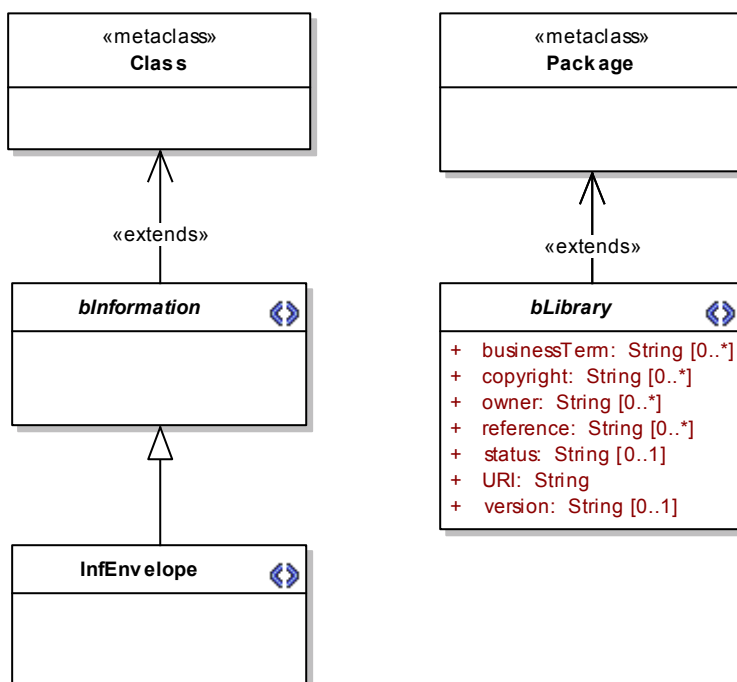 «metaclass»
Class
«extends»
bInformation
InfEnvelope
«metaclass»
Package
«extends»
bLibrary
+ businessTerm: String [0..*]
+ copyright: String [0..*]
+ owner: String [0..*]
+ reference: String [0..*]
+ status: String [0..1]
+ URI: String
+ version: String [0..1]